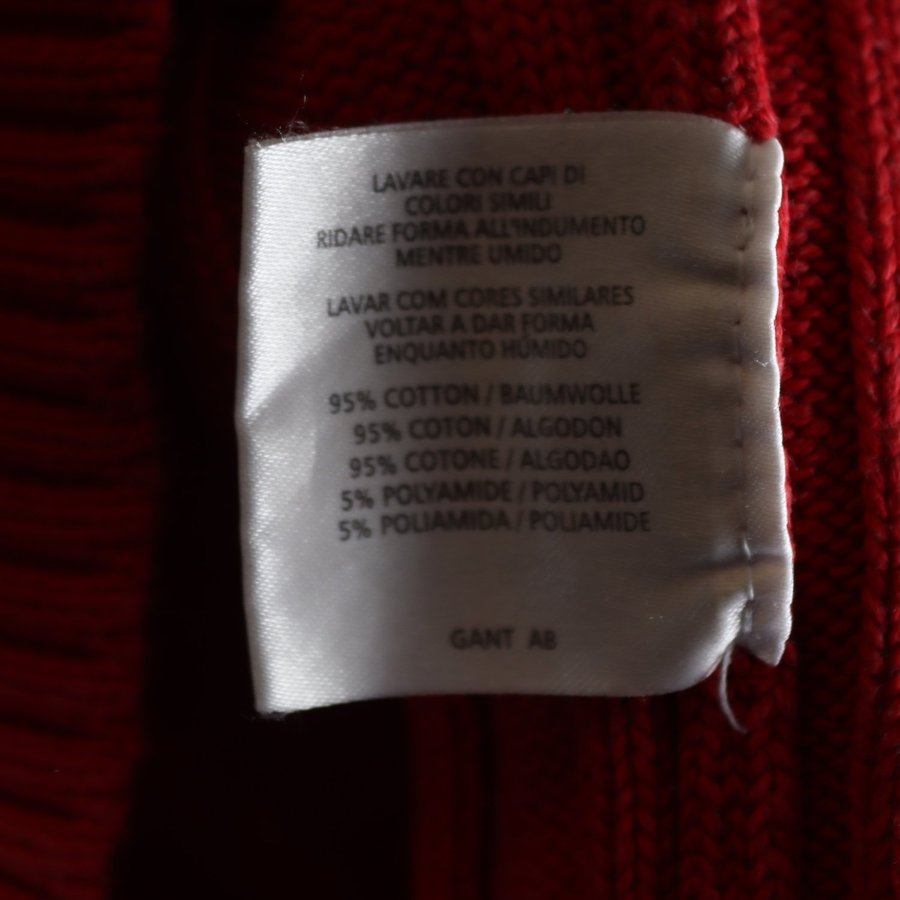 LAVARE CON CAPI DI
COLORI SIMILI
RIDARE FORMA ALL'INDUMENTO
MENTRE UMIDO
LAVAR COM CORES SIMILARES
VOLTAR A DAR FORMA
ENQUANTO HÚMIDO
95% COTTON / BAUMWOLLE
95% COTON / ALGODON
95% COTONE / ALGODAO
5% POLYAMIDE / POLYAMID
5% POLIAMIDA / POLIAMIDE
GANT AB